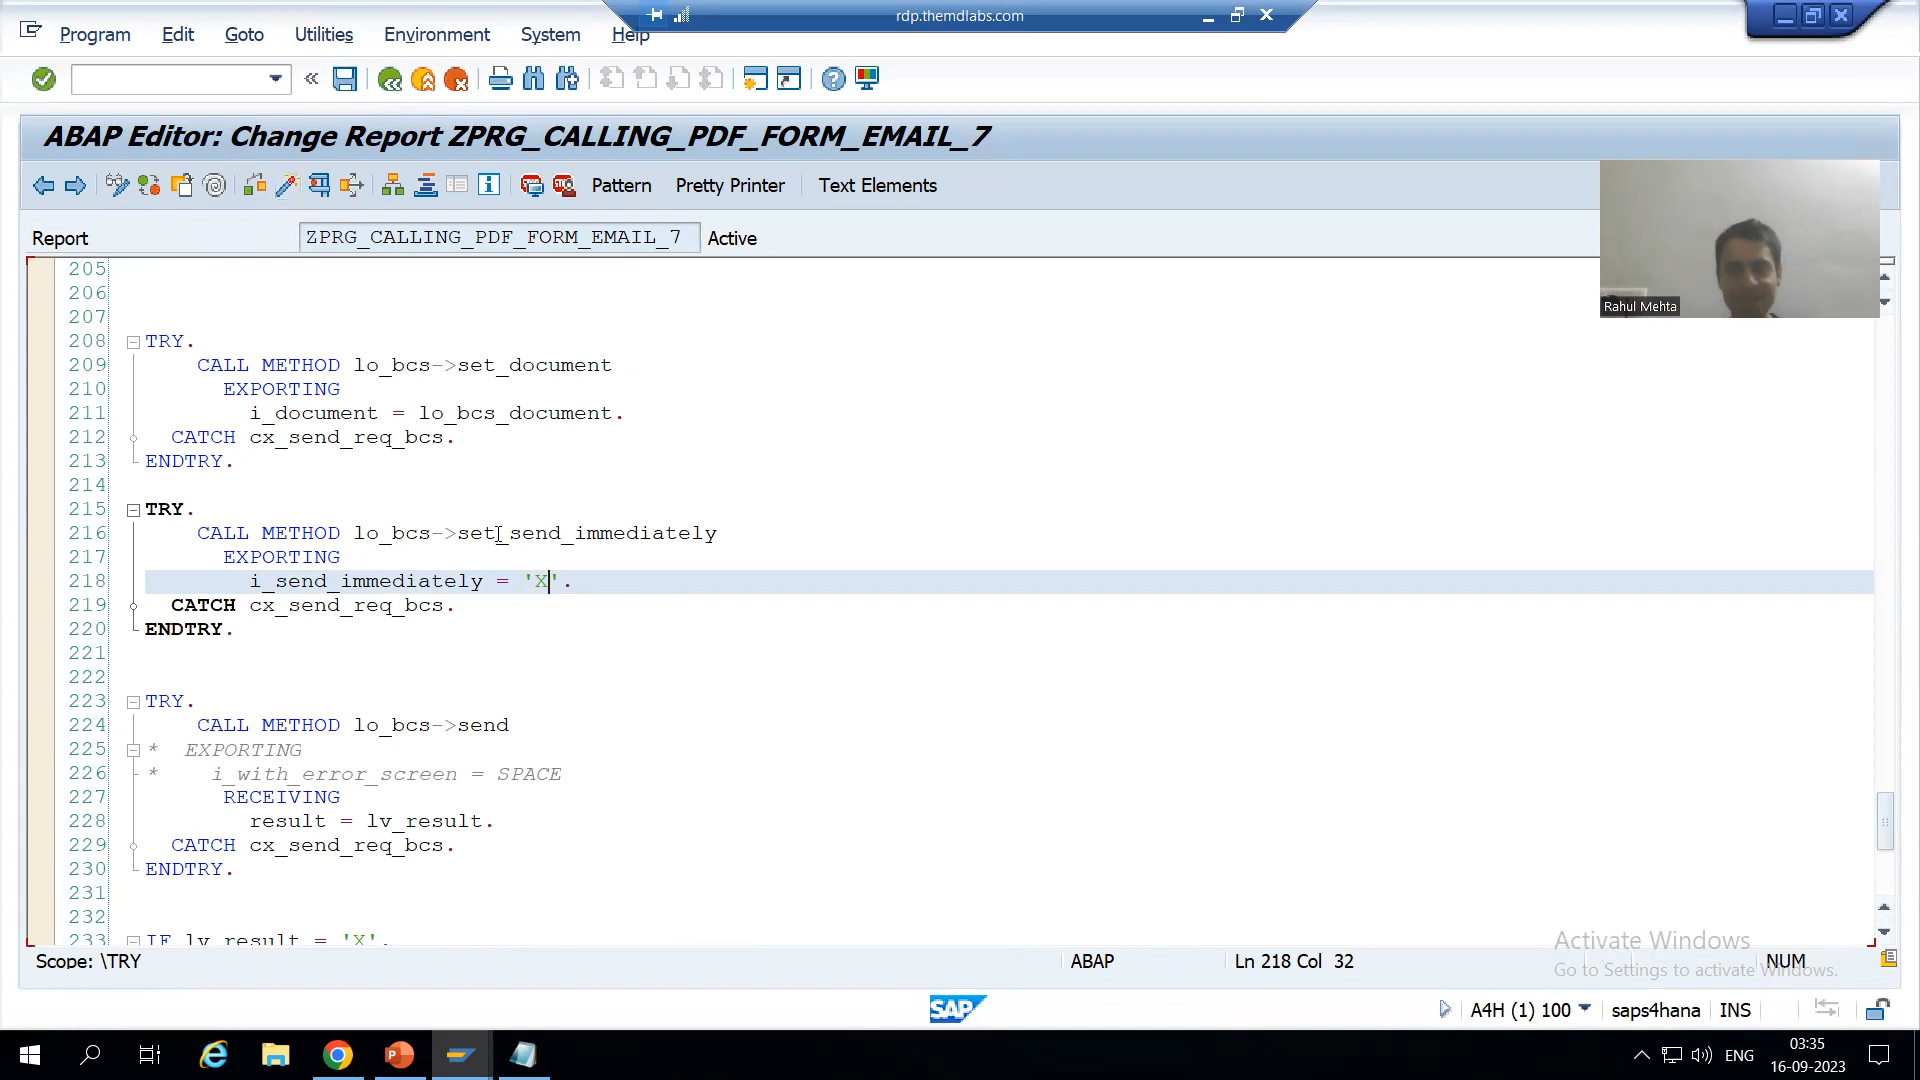 rdp.themdlabs.com
Program Edit Goto Utilities Environment System Help
ABAP Editor: Change Report ZPRG_CALLING_PDF_FORM_EMAIL_7
Pattern Pretty Printer Text Elements
Report ZPRG_CALLING_PDF_FORM_EMAIL_7 Active
Rahul Mehta
205
206
207
208 TRY.
209 CALL METHOD lo_bcs->set_document
210 EXPORTING
211 i_document = lo_bcs_document.
212 CATCH cx_send_req_bcs.
213 ENDTRY.
214
215 TRY.
216 CALL METHOD lo_bcs->set_send_immediately
217 EXPORTING
218 i_send_immediately = 'X'.
219 CATCH cx_send_req_bcs.
220 ENDTRY.
221
222
223 TRY.
224 CALL METHOD lo_bcs->send
225 * EXPORTING
226 * i_with_error_screen = SPACE
227 RECEIVING
228 result = lv_result.
229 CATCH cx_send_req_bcs.
230 ENDTRY.
231
232
233 IF lv_result = 'X'.
Activate Windows
Go to Settings to activate Windows.
Scope: \TRY ABAP Ln 218 Col 32 NUM
SAP A4H (1) 100 saps4hana INS
ENG
03:35
16-09-2023